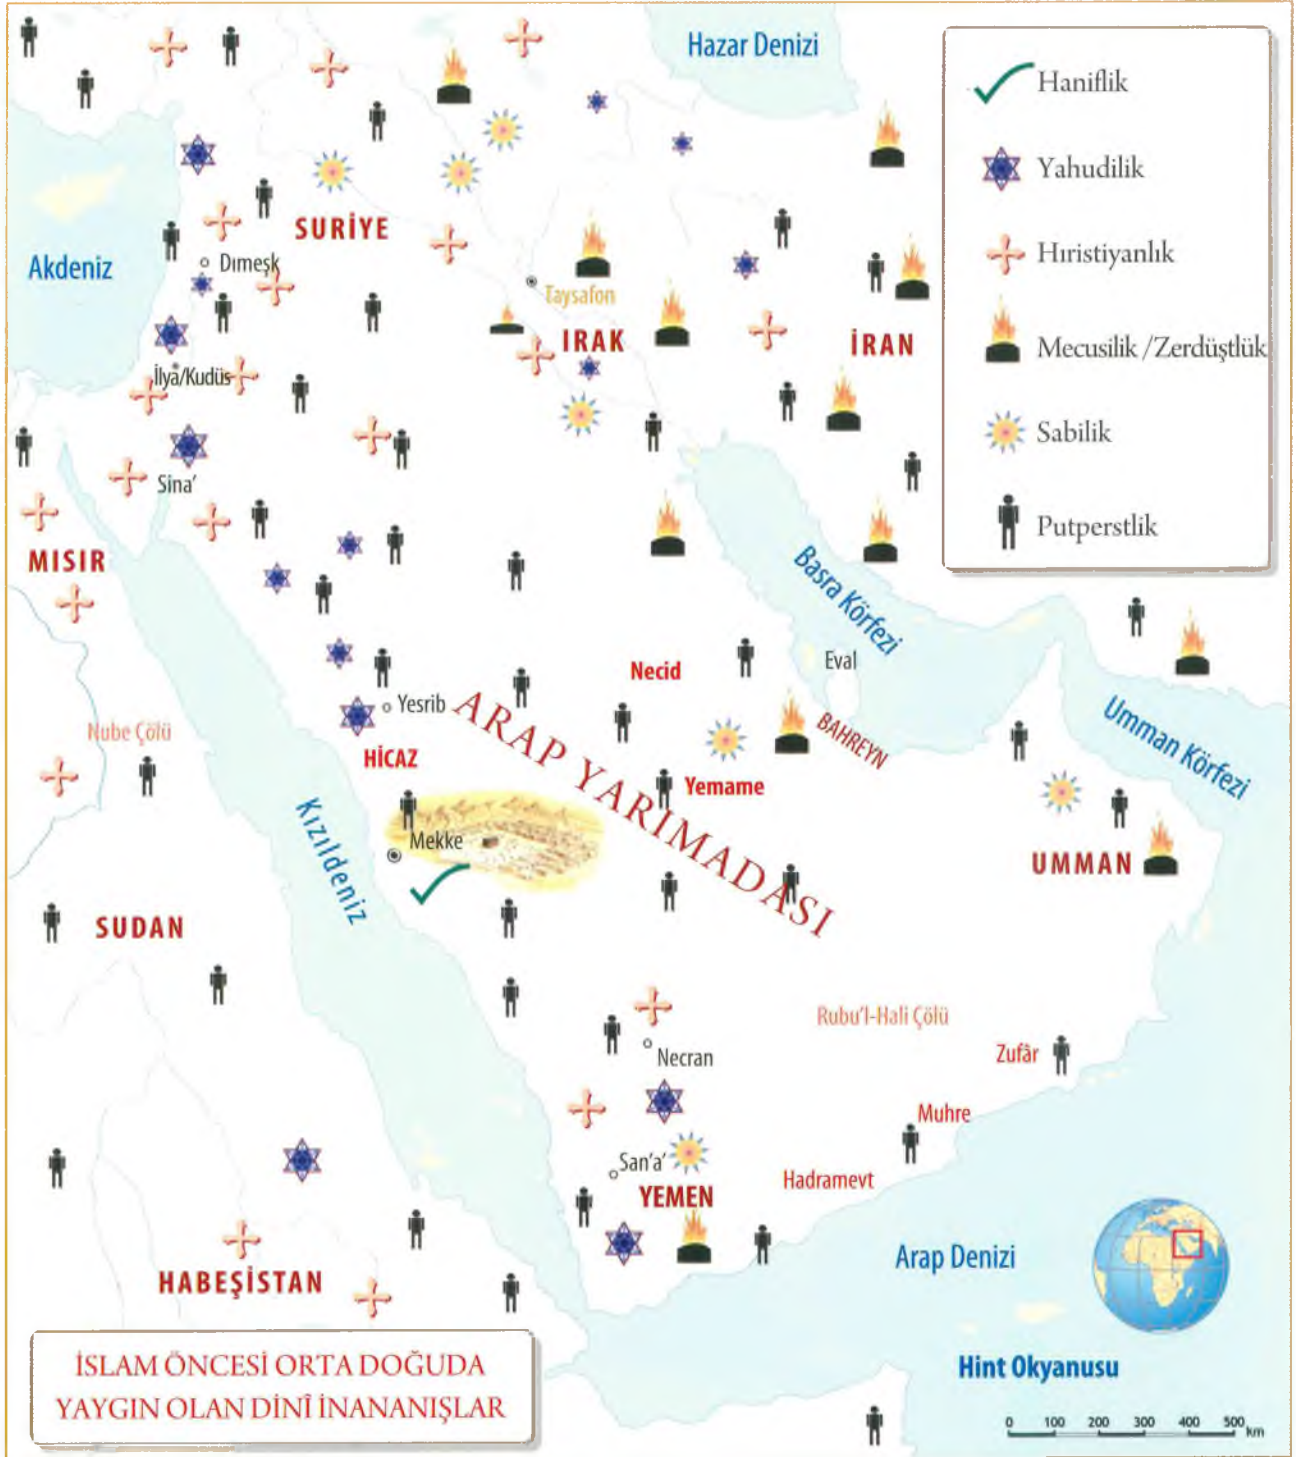 Hazar Denizi
Haniflik
Yahudilik
Hıristiyanlık
Mecusilik /Zerdüştlük
Sabilik
Putperstlik
SURİYE
Akdeniz
Dımeşk
Taysafon
IRAK
İRAN
İlya/Kudüs
Sina'
MISIR
Basra Körfezi
Necid
Eval
Yesrib
ARAP YARIMADASI
BAHREYN
Umman Körfezi
Nube Çölü
HİCAZ
Yemame
Kızıldeniz
Mekke
UMMAN
SUDAN
Rubu'l-Hali Çölü
Necran
Zufâr
Muhre
San'a'
YEMEN
Hadramevt
Arap Denizi
HABEŞİSTAN
Hint Okyanusu
İSLAM ÖNCESİ ORTA DOĞUDA
YAYGIN OLAN DİNÎ İNANANIŞLAR
0 100 200 300 400 500 km